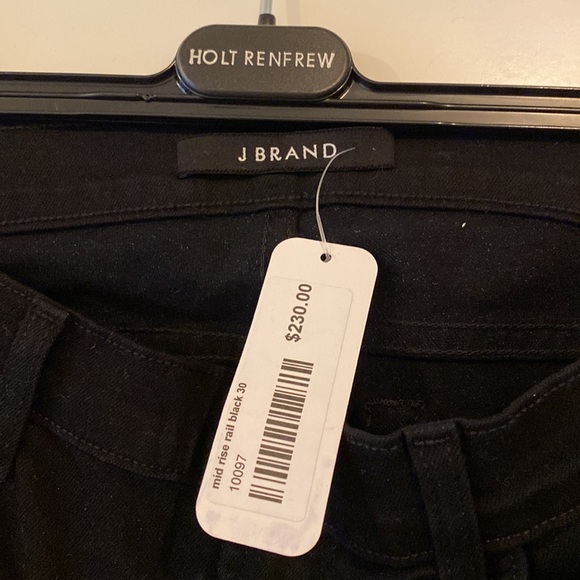 HOLT RENFREW
J BRAND
$230.00
mid rise rail black 30
10097